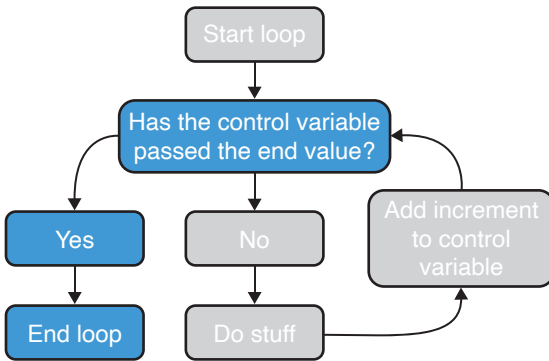 Start loop
Has the control variable
passed the end value?
Yes
No
Add increment
to control
variable
End loop
Do stuff